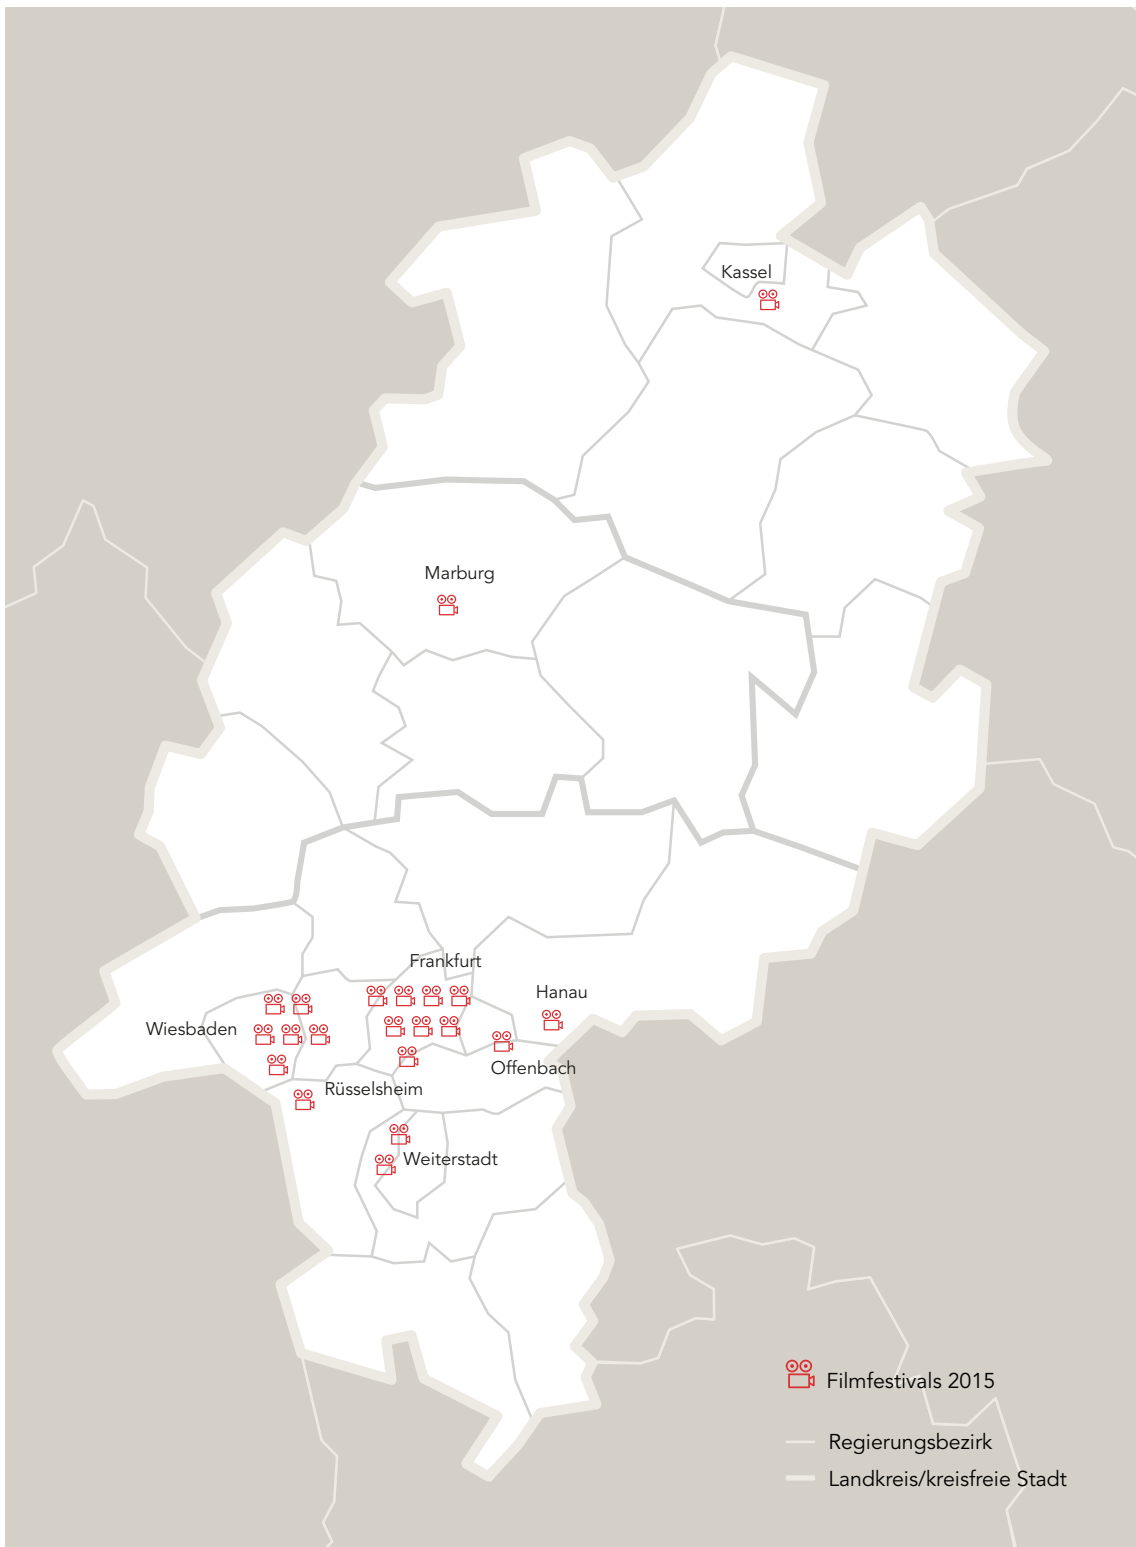 Kassel
Marburg
Frankfurt
Hanau
Wiesbaden
Offenbach
Rüsselsheim
Weiterstadt
Filmfestivals 2015
Regierungsbezirk
Landkreis/kreisfreie Stadt